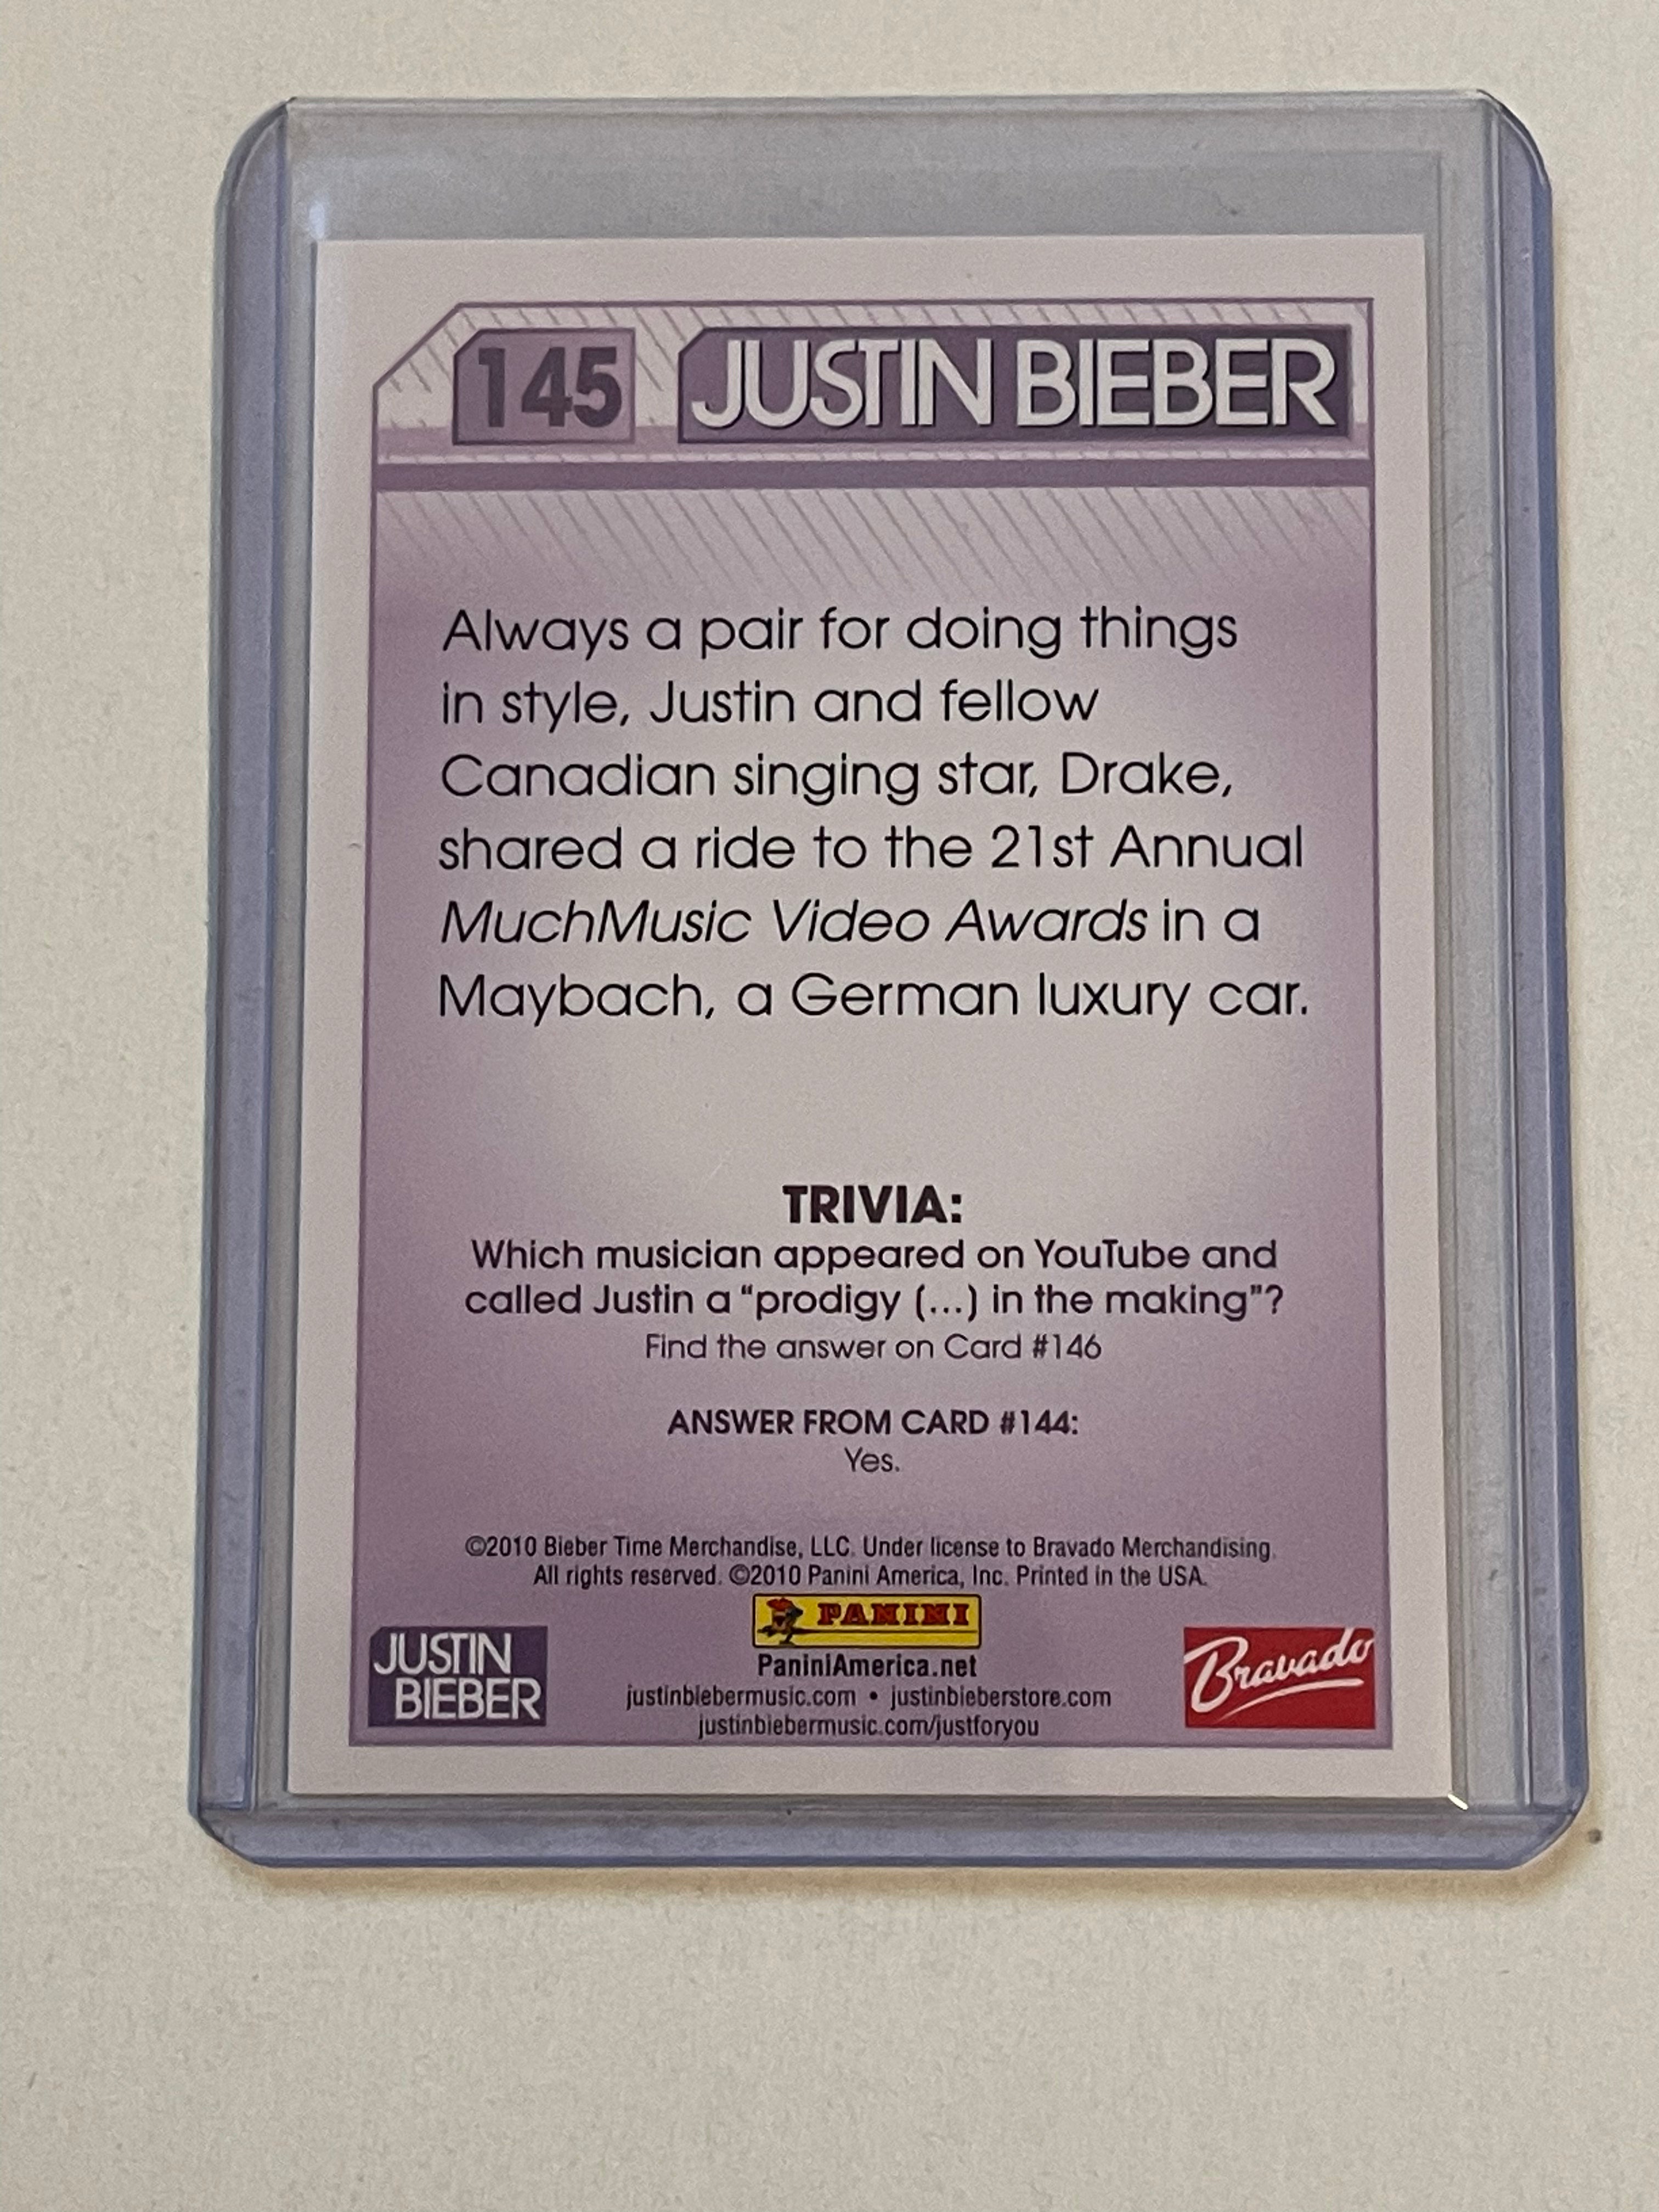 145
JUSTIN BIEBER
Always a pair for doing things
in style, Justin and fellow
Canadian singing star, Drake,
shared a ride to the 21st Annual
MuchMusic Video Awards in a
Maybach, a German luxury car.
TRIVIA:
Which musician appeared on YouTube and
called Justin a “prodigy (...) in the making”?
Find the answer on Card #146
ANSWER FROM CARD #144:
Yes.
©2010 Bieber Time Merchandise, LLC. Under license to Bravado Merchandising.
All rights reserved. ©2010 Panini America, Inc. Printed in the USA.
PANINI
PaniniAmerica.net
justinbiebermusic.com • justinbieberstore.com
justinbiebermusic.com/justforyou
JUSTIN
BIEBER
Bravado